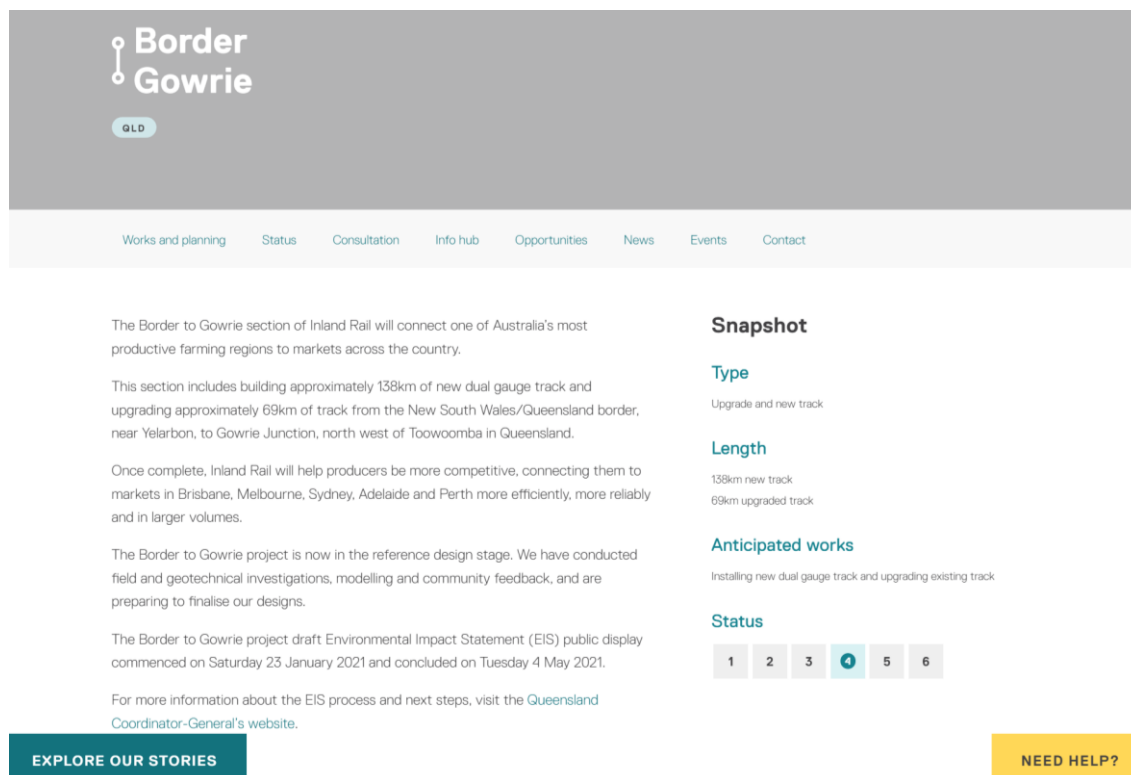 Border
Gowrie
QLD
Works and planning Status Consultation Info hub Opportunities News Events Contact
The Border to Gowrie section of Inland Rail will connect one of Australia's most
productive farming regions to markets across the country.
This section includes building approximately 138km of new dual gauge track and
upgrading approximately 69km of track from the New South Wales/Queensland border,
near Yelarbon, to Gowrie Junction, north west of Toowoomba in Queensland.
Once complete, Inland Rail will help producers be more competitive, connecting them to
markets in Brisbane, Melbourne, Sydney, Adelaide and Perth more efficiently, more reliably
and in larger volumes.
The Border to Gowrie project is now in the reference design stage. We have conducted
field and geotechnical investigations, modelling and community feedback, and are
preparing to finalise our designs.
The Border to Gowrie project draft Environmental Impact Statement (EIS) public display
commenced on Saturday 23 January 2021 and concluded on Tuesday 4 May 2021.
For more information about the EIS process and next steps, visit the Queensland
Coordinator-General's website.
Snapshot
Type
Upgrade and new track
Length
138km new track
69km upgraded track
Anticipated works
Installing new dual gauge track and upgrading existing track
Status
1 2 3 4 5 6
EXPLORE OUR STORIES
NEED HELP?